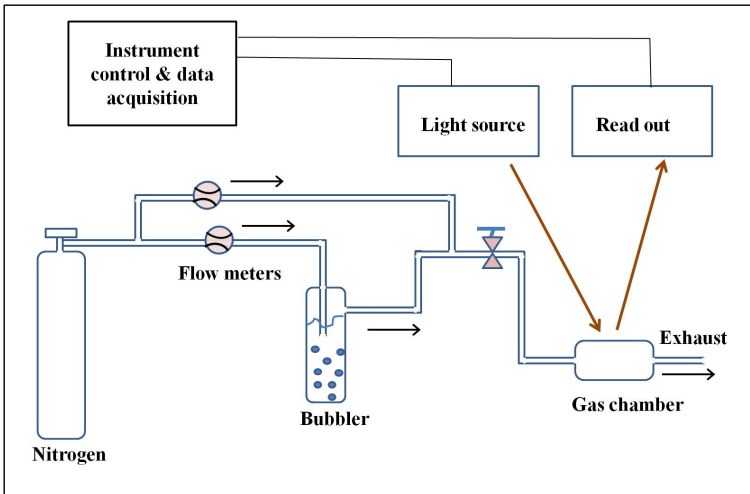 Instrument
control & data
acquisition
Light source
Read out
Flow meters
Exhaust
Bubbler
Gas chamber
Nitrogen